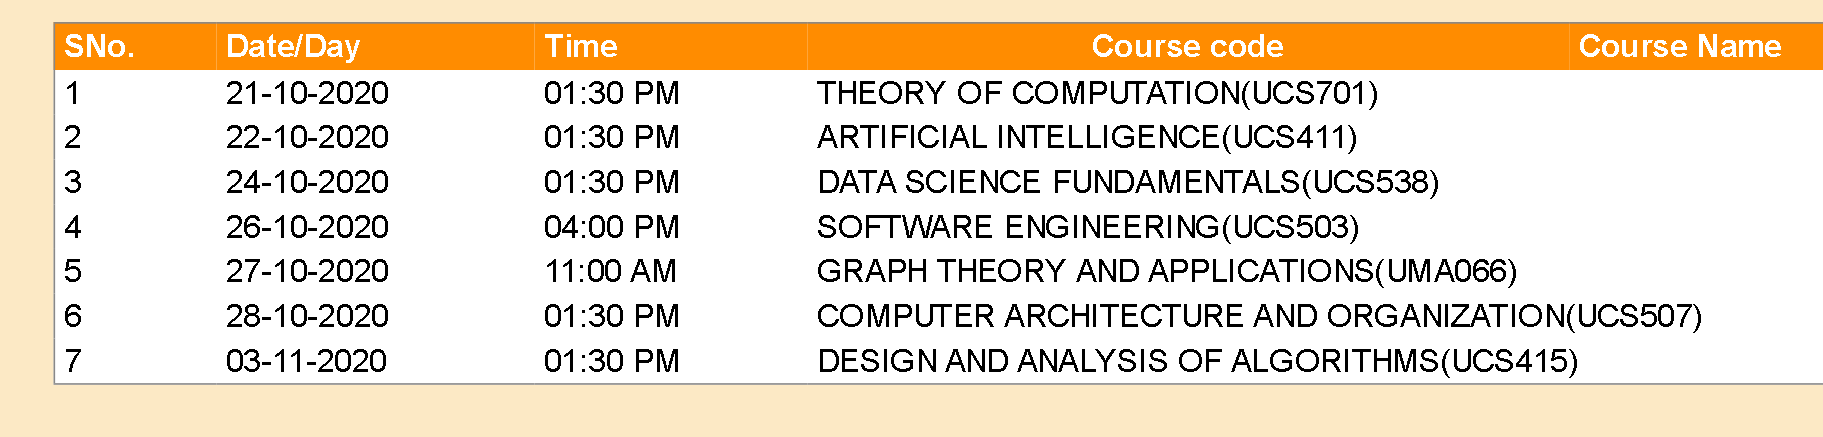 SNo. Date/Day Time Course code Course Name
1 21-10-2020 01:30 PM THEORY OF COMPUTATION(UCS701)
2 22-10-2020 01:30 PM ARTIFICIAL INTELLIGENCE(UCS411)
3 24-10-2020 01:30 PM DATA SCIENCE FUNDAMENTALS(UCS538)
4 26-10-2020 04:00 PM SOFTWARE ENGINEERING(UCS503)
5 27-10-2020 11:00 AM GRAPH THEORY AND APPLICATIONS(UMA066)
6 28-10-2020 01:30 PM COMPUTER ARCHITECTURE AND ORGANIZATION(UCS507)
7 03-11-2020 01:30 PM DESIGN AND ANALYSIS OF ALGORITHMS(UCS415)